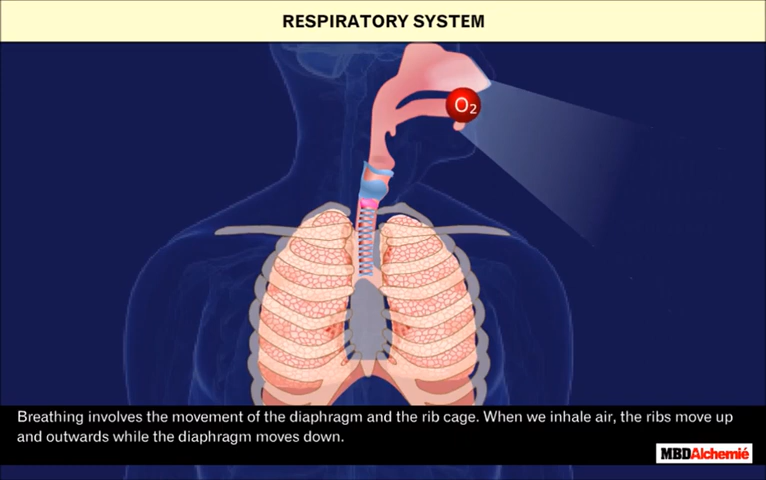 RESPIRATORY SYSTEM
O₂
Breathing involves the movement of the diaphragm and the rib cage. When we inhale air, the ribs move up
and outwards while the diaphragm moves down.
MBDAlchemié